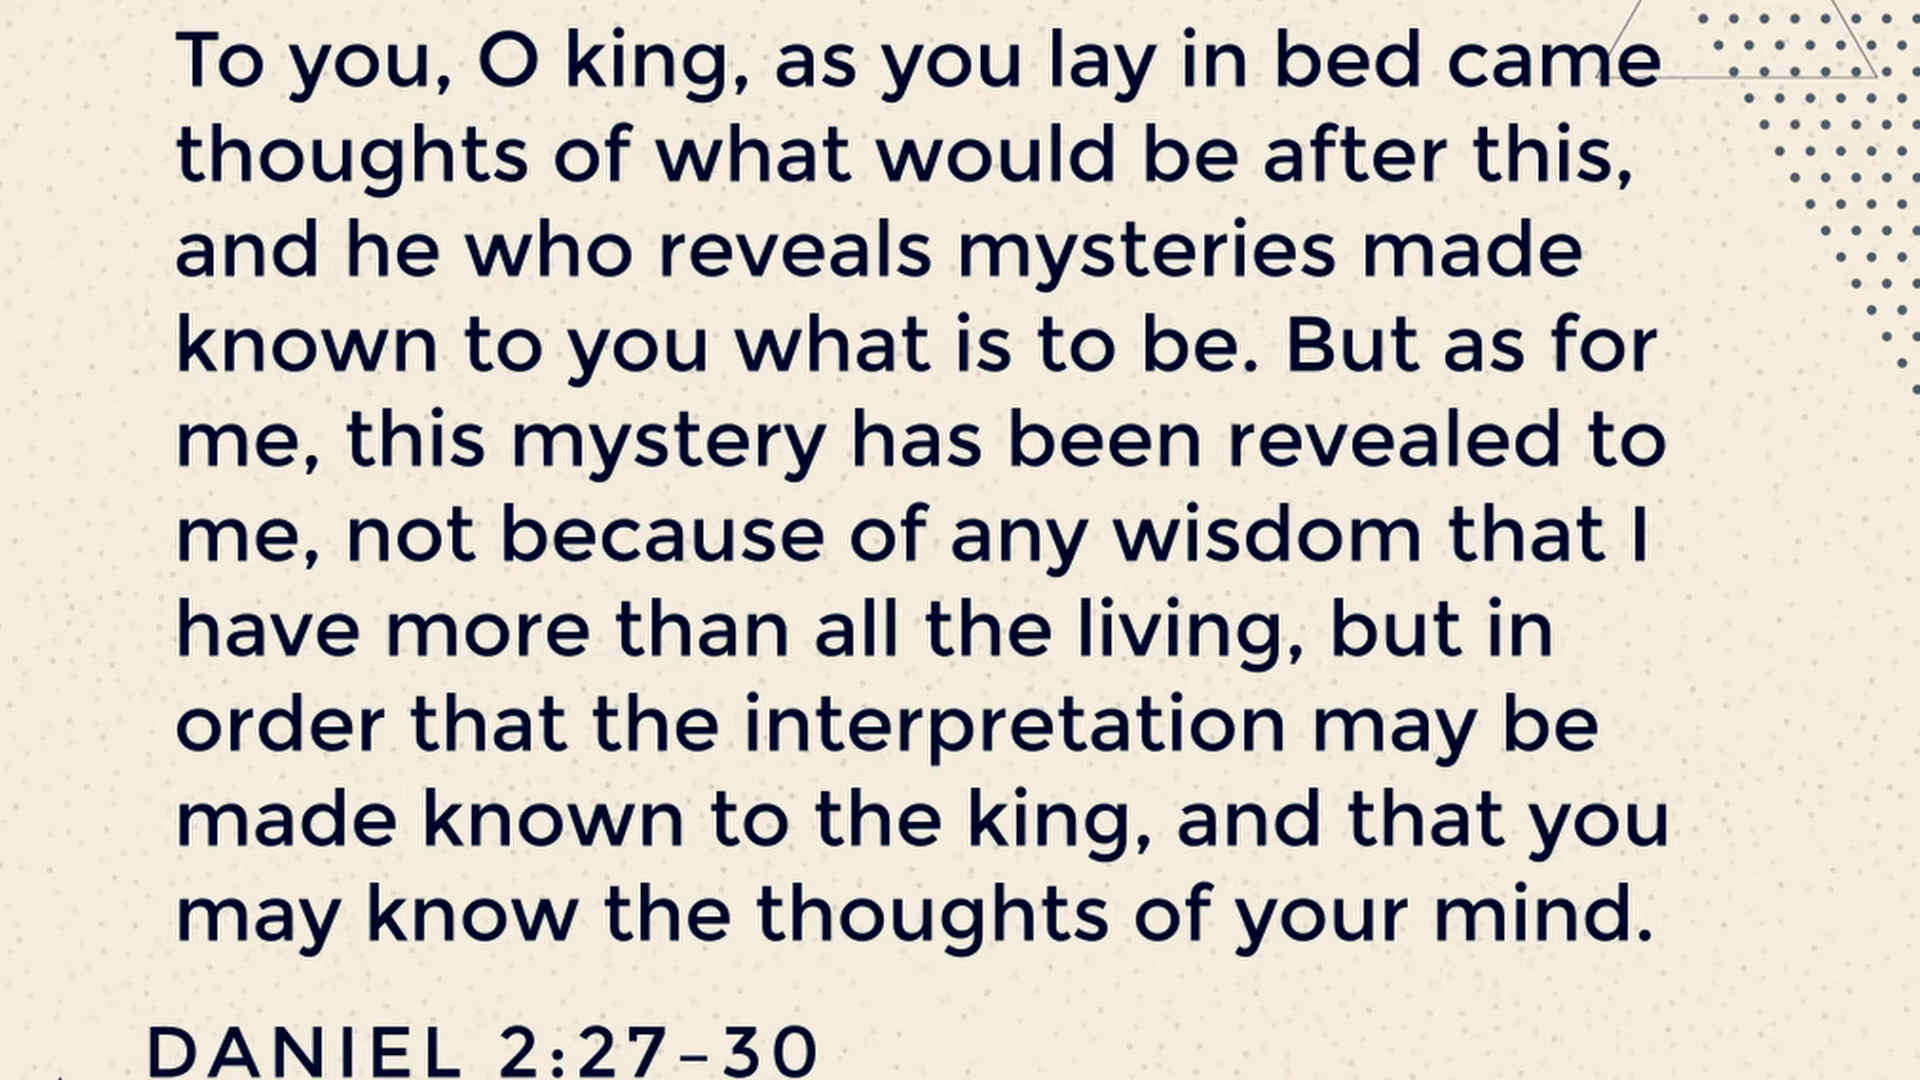 To you, O king, as you lay in bed came
thoughts of what would be after this,
and he who reveals mysteries made
known to you what is to be. But as for
me, this mystery has been revealed to
me, not because of any wisdom that I
have more than all the living, but in
order that the interpretation may be
made known to the king, and that you
may know the thoughts of your mind.
DANIEL 2:27–30